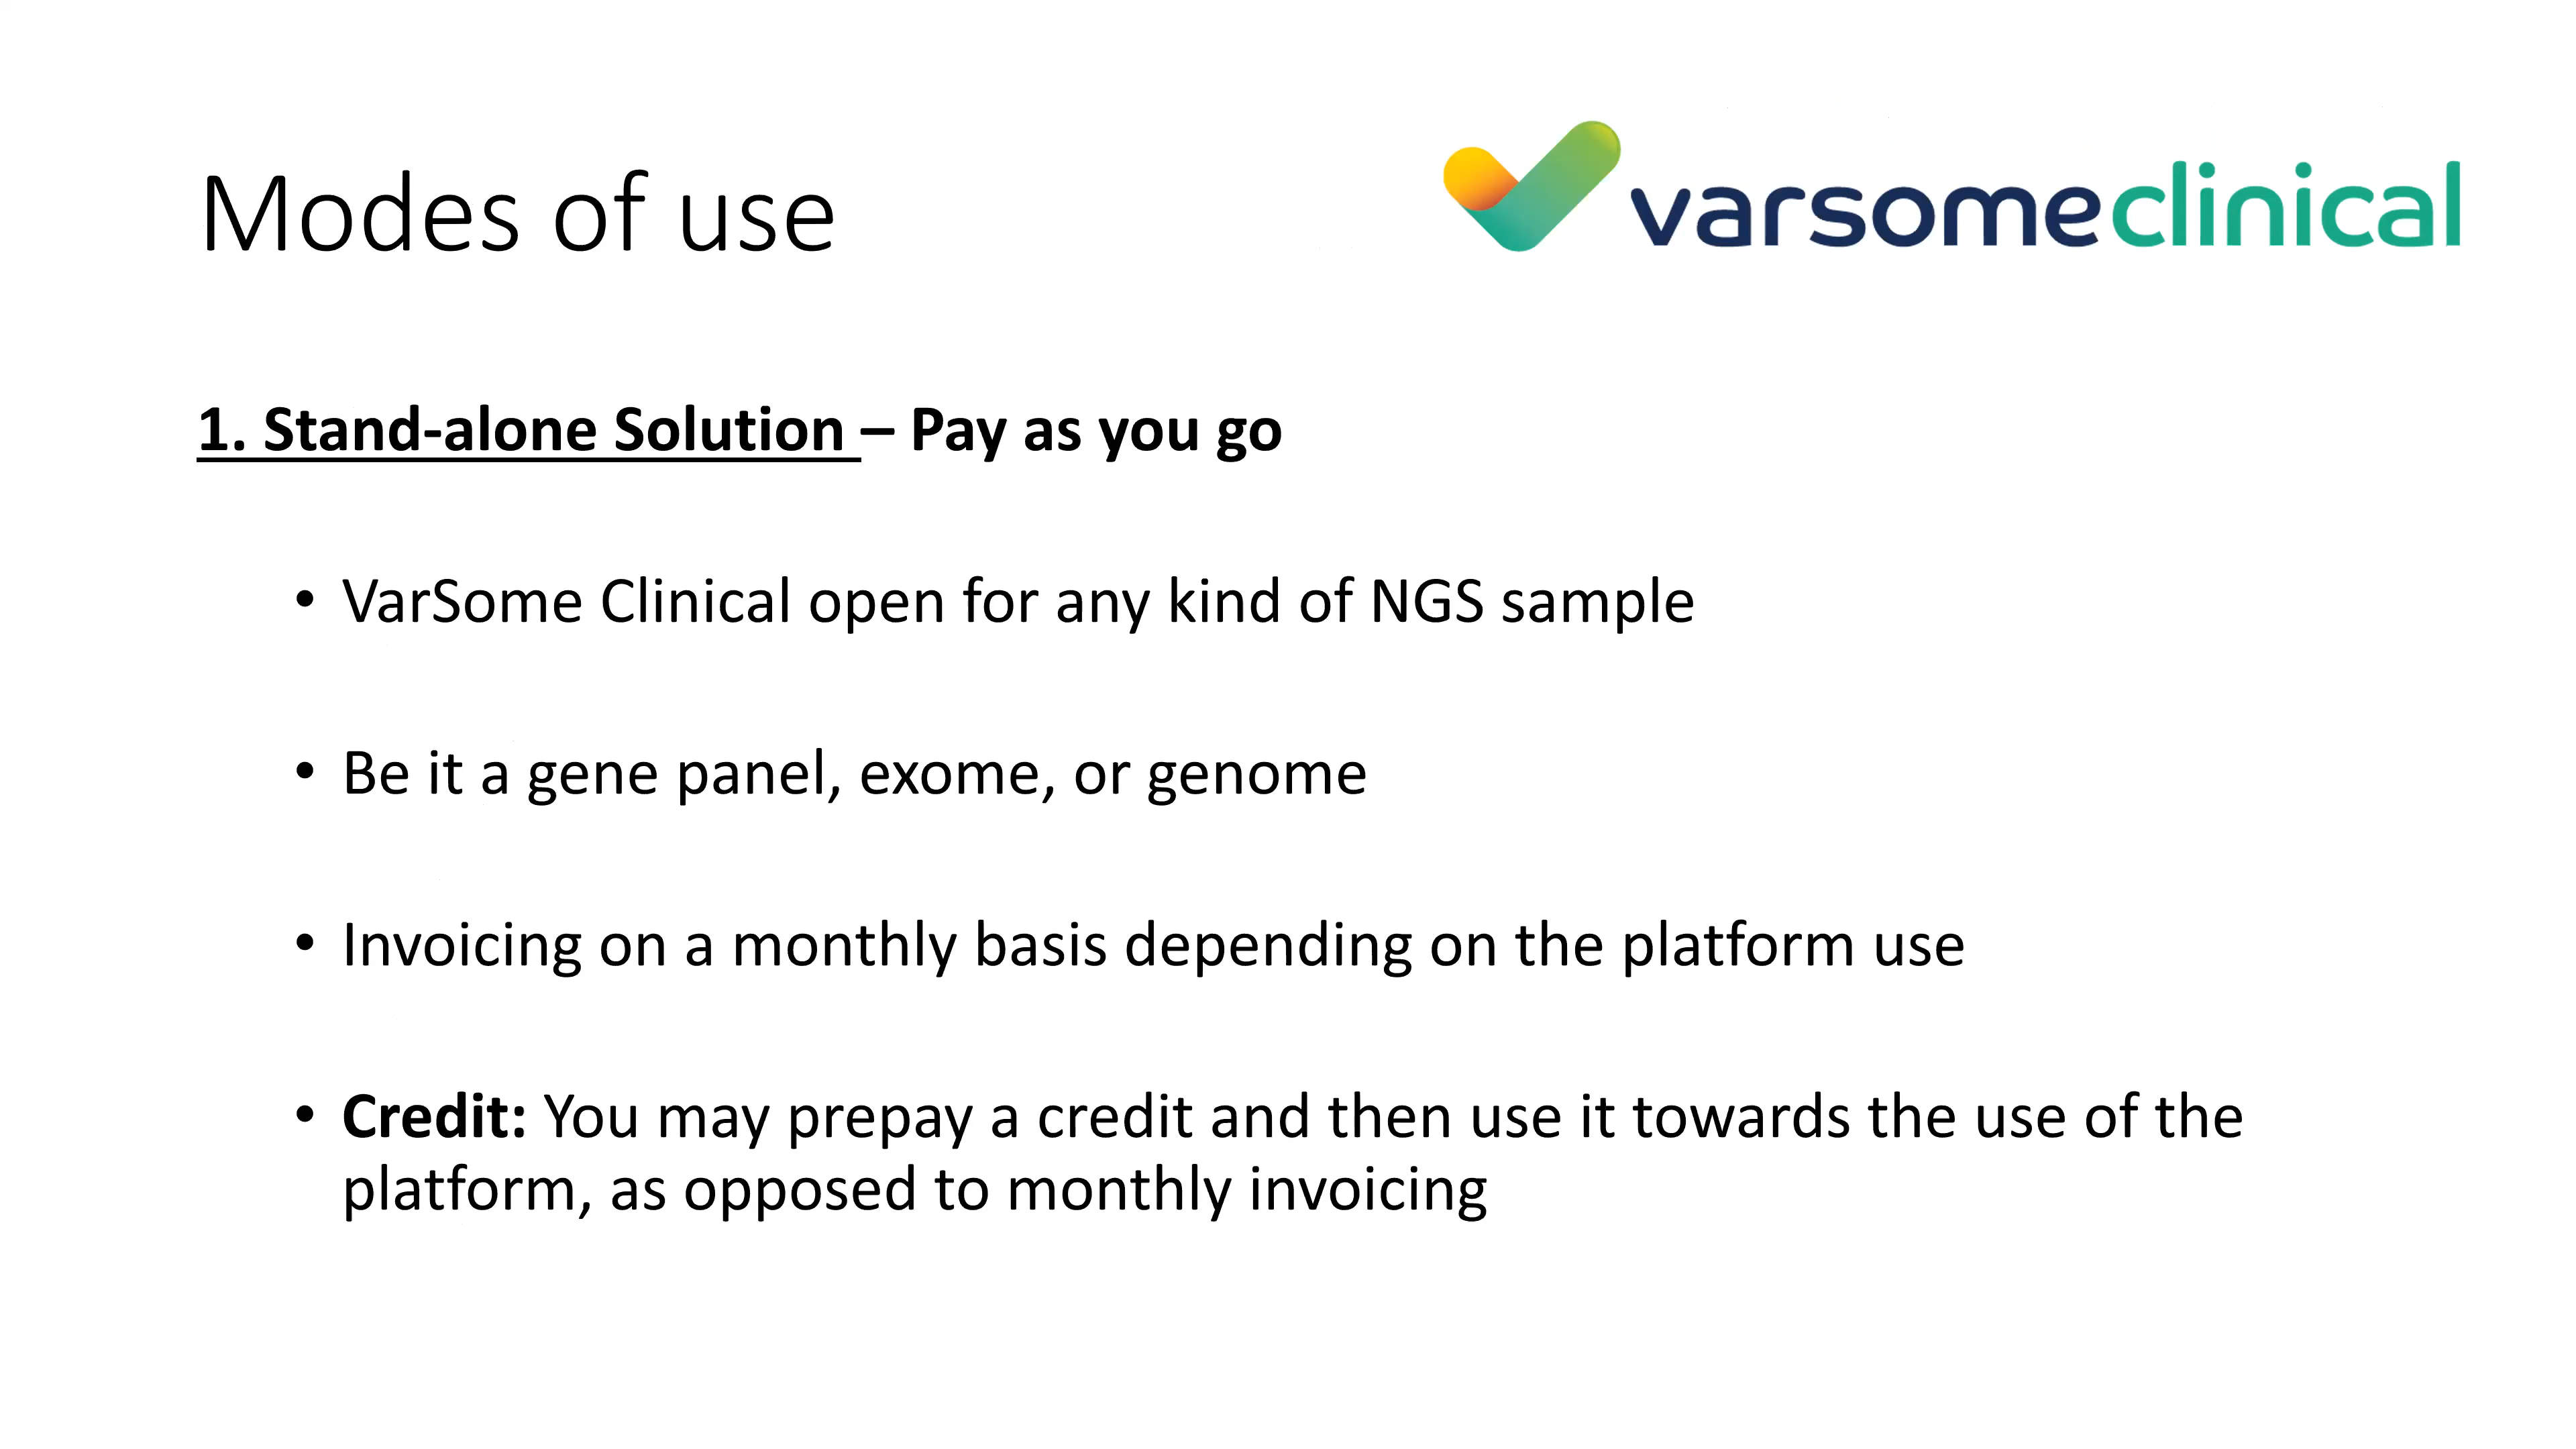 Modes of use
varsomeclinical
1. Stand-alone Solution – Pay as you go
• VarSome Clinical open for any kind of NGS sample
• Be it a gene panel, exome, or genome
• Invoicing on a monthly basis depending on the platform use
• Credit: You may prepay a credit and then use it towards the use of the
platform, as opposed to monthly invoicing